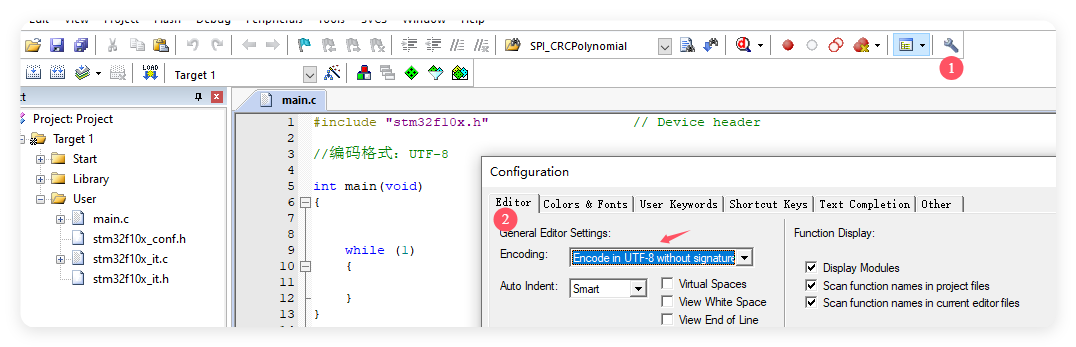 Edit View Project Flash Debug Peripherals Tools SVCS Window Help
SPI_CRCPolynomial
1
LOAD
Target 1
main.c
Project: Project
Target 1
Start
Library
User
main.c
stm32f10x_conf.h
stm32f10x_it.c
stm32f10x_it.h
1 #include "stm32f10x.h" // Device header
2
3 //编码格式：UTF-8
4
5 int main(void)
6 {
7
8
9 while (1)
10 {
11
12 }
13 }
Configuration
Editor Colors & Fonts User Keywords Shortcut Keys Text Completion Other
2
General Editor Settings:
Encoding: Encode in UTF-8 without signature
Auto Indent: Smart
Virtual Spaces
View White Space
View End of Line
Function Display:
Display Modules
Scan function names in project files
Scan function names in current editor files